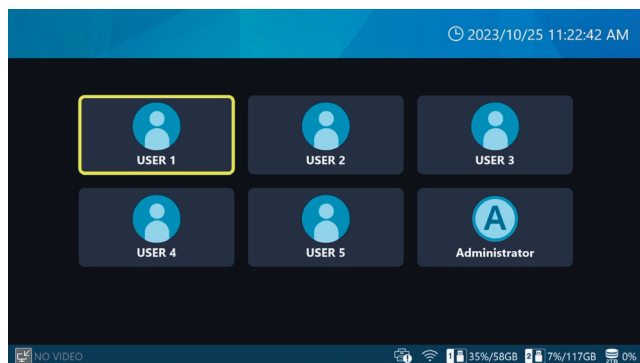 2023/10/25 11:22:42 AM
USER 1
USER 2
USER 3
USER 4
USER 5
A
Administrator
NO VIDEO
1 35%/58GB 2 7%/117GB 2TB 0%